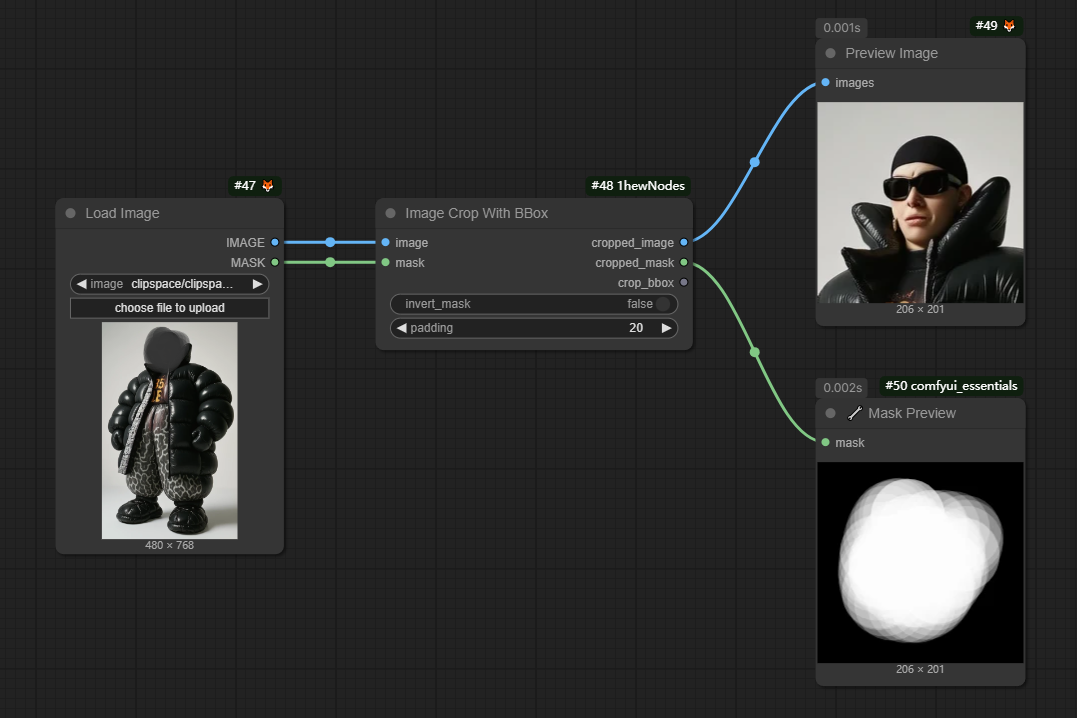 #47
Load Image
IMAGE
MASK
image clipspace/clipspa...
choose file to upload
480 × 768
#48 1hewNodes
Image Crop With BBox
image
cropped_image
mask
cropped_mask
crop_bbox
invert_mask
false
padding
20
0.001s
#49
Preview Image
images
206 × 201
0.002s
#50 comfyui_essentials
Mask Preview
mask
206 × 201